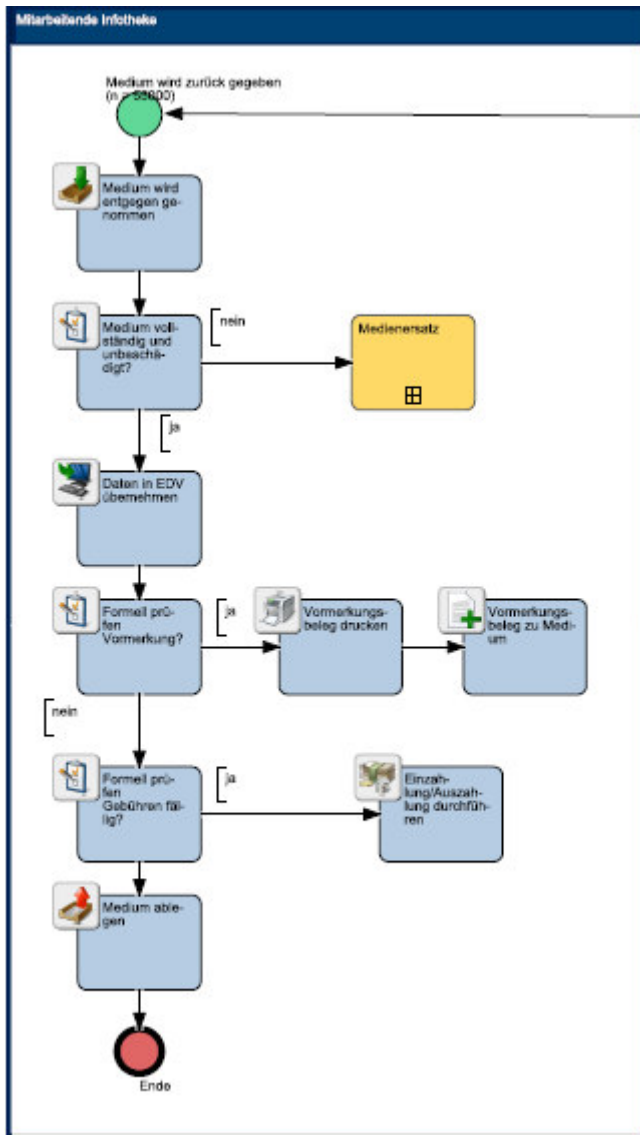 Mitarbeitende Infotheke
Medium wird zurück gegeben
(n = 58800)
Medium wird
entgegen ge-
nommen
Medium voll-
ständig und
unbeschä-
digt?
nein
Medienersatz
ja
Daten in EDV
übernehmen
Formell prü-
fen
Vormerkung?
ja
Vormerkungs-
beleg drucken
Vormerkungs-
beleg zu Medi-
um
nein
Formell prü-
fen
Gebühren fäl-
lig?
ja
Einzah-
lung/Auszah-
lung durchfüh-
ren
Medium able-
gen
Ende